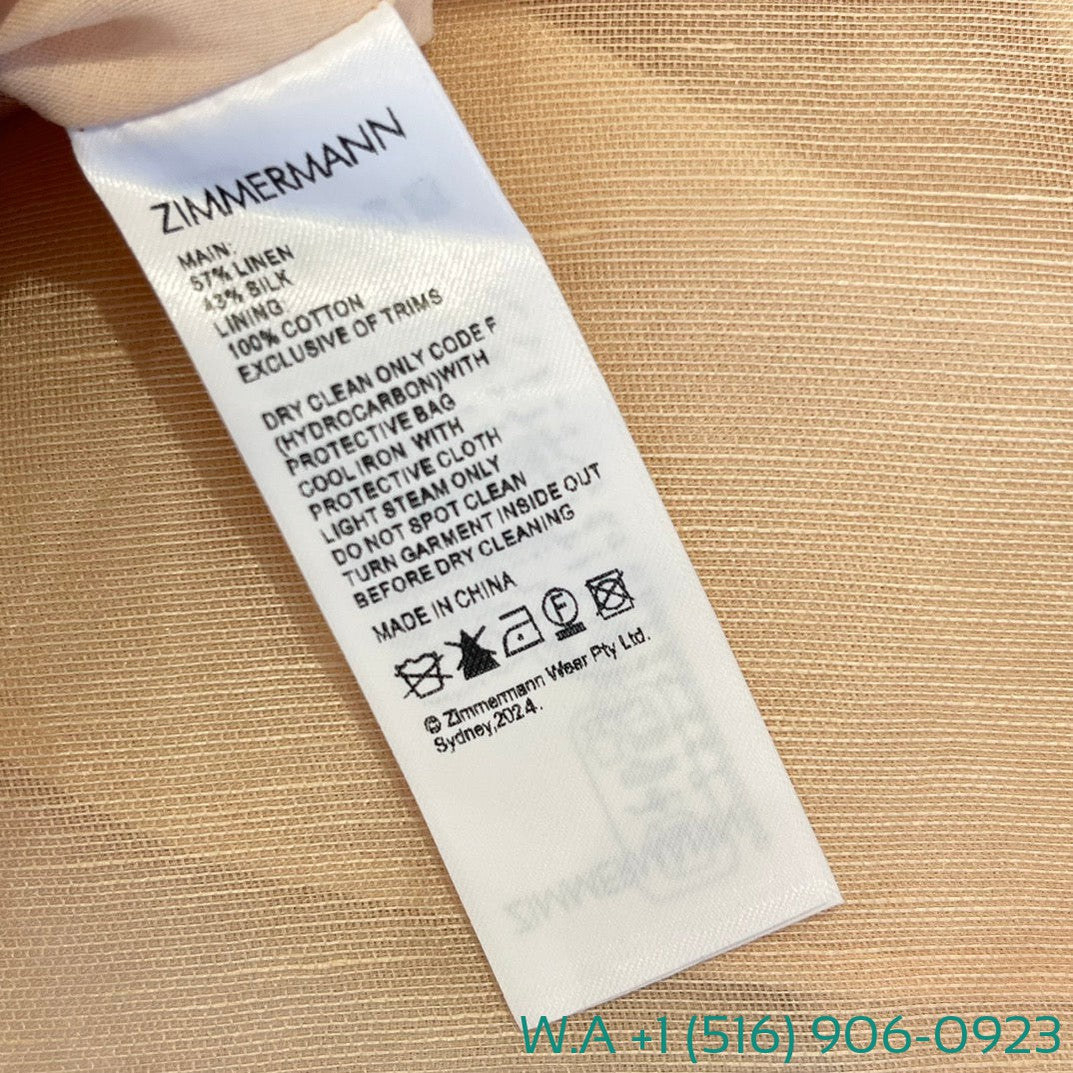 ZIMMERMANN
MAIN:
57% LINEN
43% SILK
LINING:
100% COTTON
EXCLUSIVE OF TRIMS
DRY CLEAN ONLY CODE F
(HYDROCARBON)WITH
PROTECTIVE BAG
COOL IRON WITH
PROTECTIVE CLOTH
LIGHT STEAM ONLY
DO NOT SPOT CLEAN
TURN GARMENT INSIDE OUT
BEFORE DRY CLEANING
MADE IN CHINA
F
© Zimmermann Wear Pty Ltd.
Sydney,2024.
ZIMMERMANN
W.A +1 (516) 906-0923